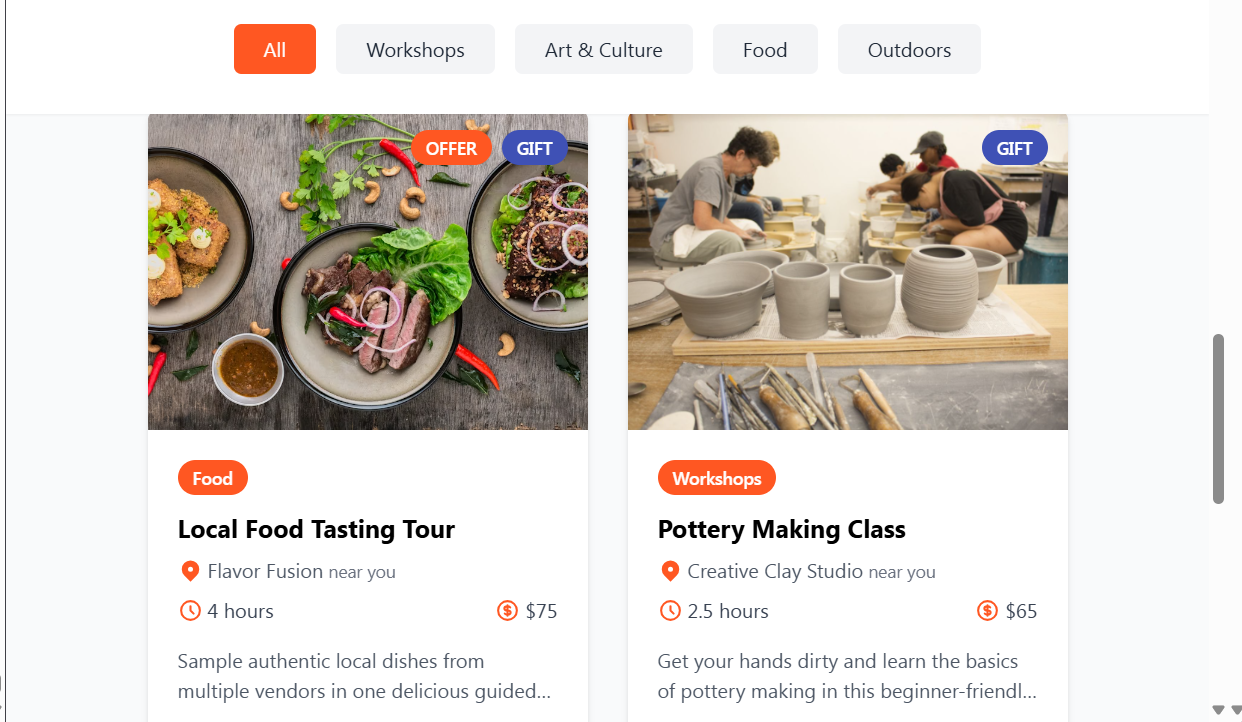 All Workshops Art & Culture Food Outdoors
OFFER GIFT
GIFT
Food
Local Food Tasting Tour
Flavor Fusion near you
4 hours $75
Sample authentic local dishes from
multiple vendors in one delicious guided...
Workshops
Pottery Making Class
Creative Clay Studio near you
2.5 hours $65
Get your hands dirty and learn the basics
of pottery making in this beginner-friendl...